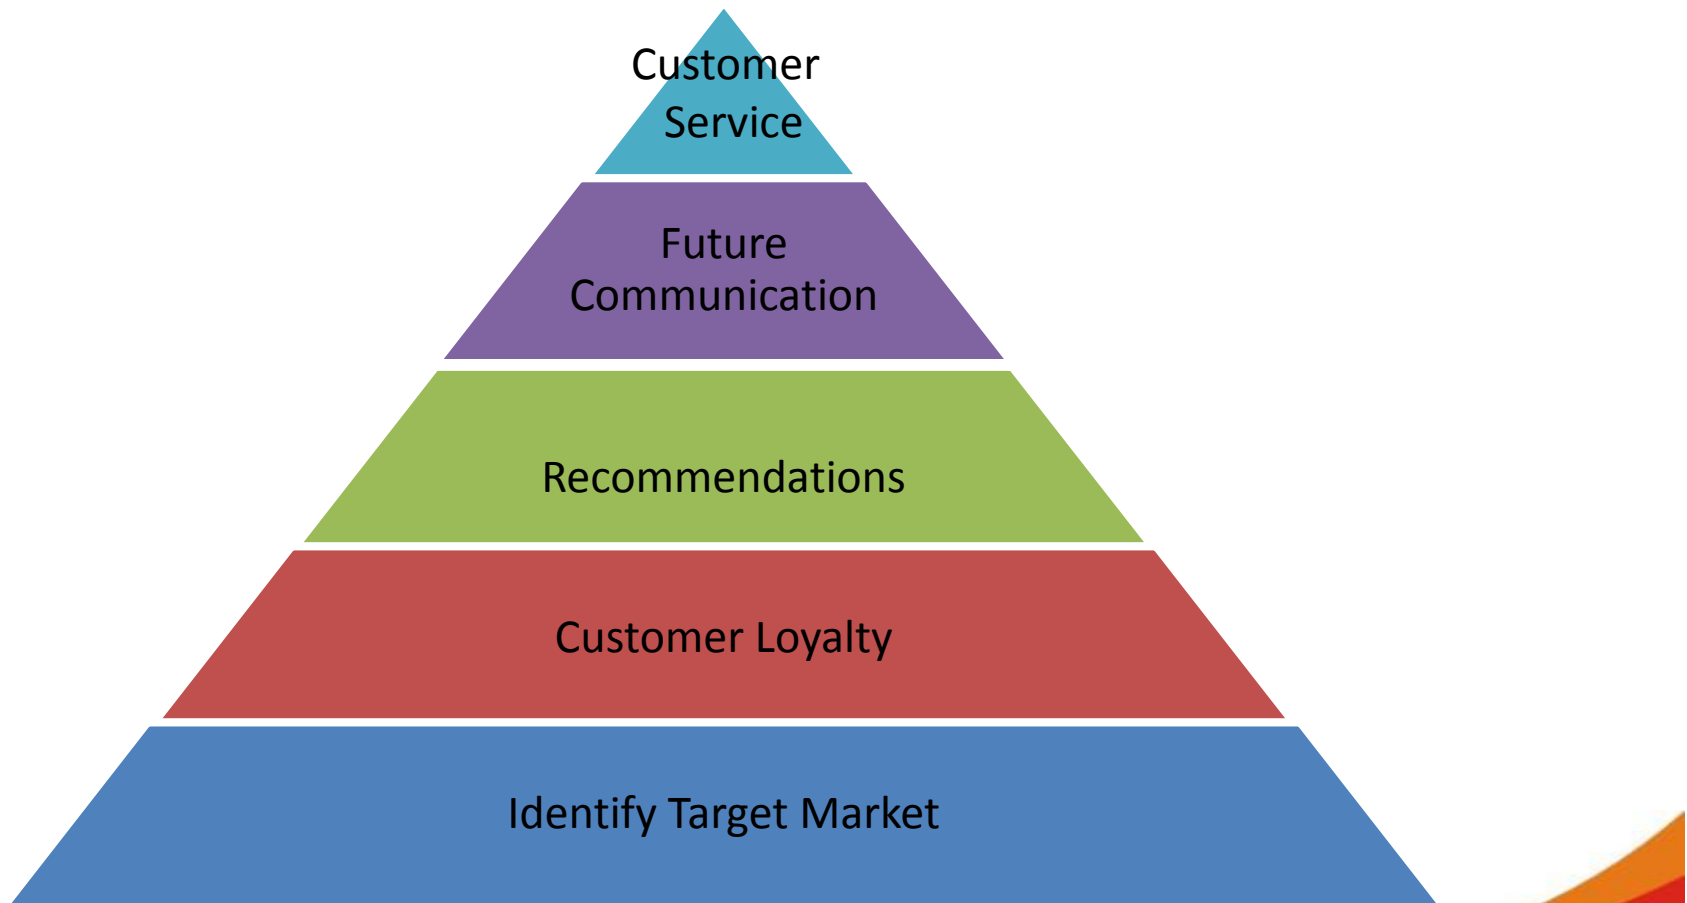 Customer
Service
Future
Communication
Recommendations
Customer Loyalty
Identify Target Market